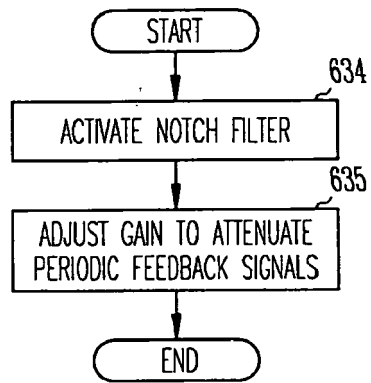 START
634
ACTIVATE NOTCH FILTER
635
ADJUST GAIN TO ATTENUATE
PERIODIC FEEDBACK SIGNALS
END